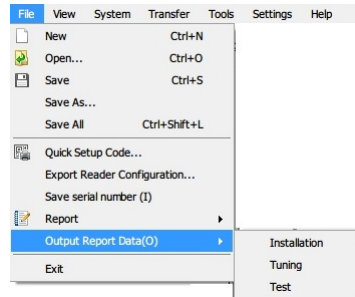 File View System Transfer Tools Settings Help
New Ctrl+N
Open... Ctrl+O
Save Ctrl+S
Save As...
Save All Ctrl+Shift+L
Quick Setup Code...
Export Reader Configuration...
Save serial number (I)
Report
Output Report Data(O)
Installation
Exit
Tuning
Test